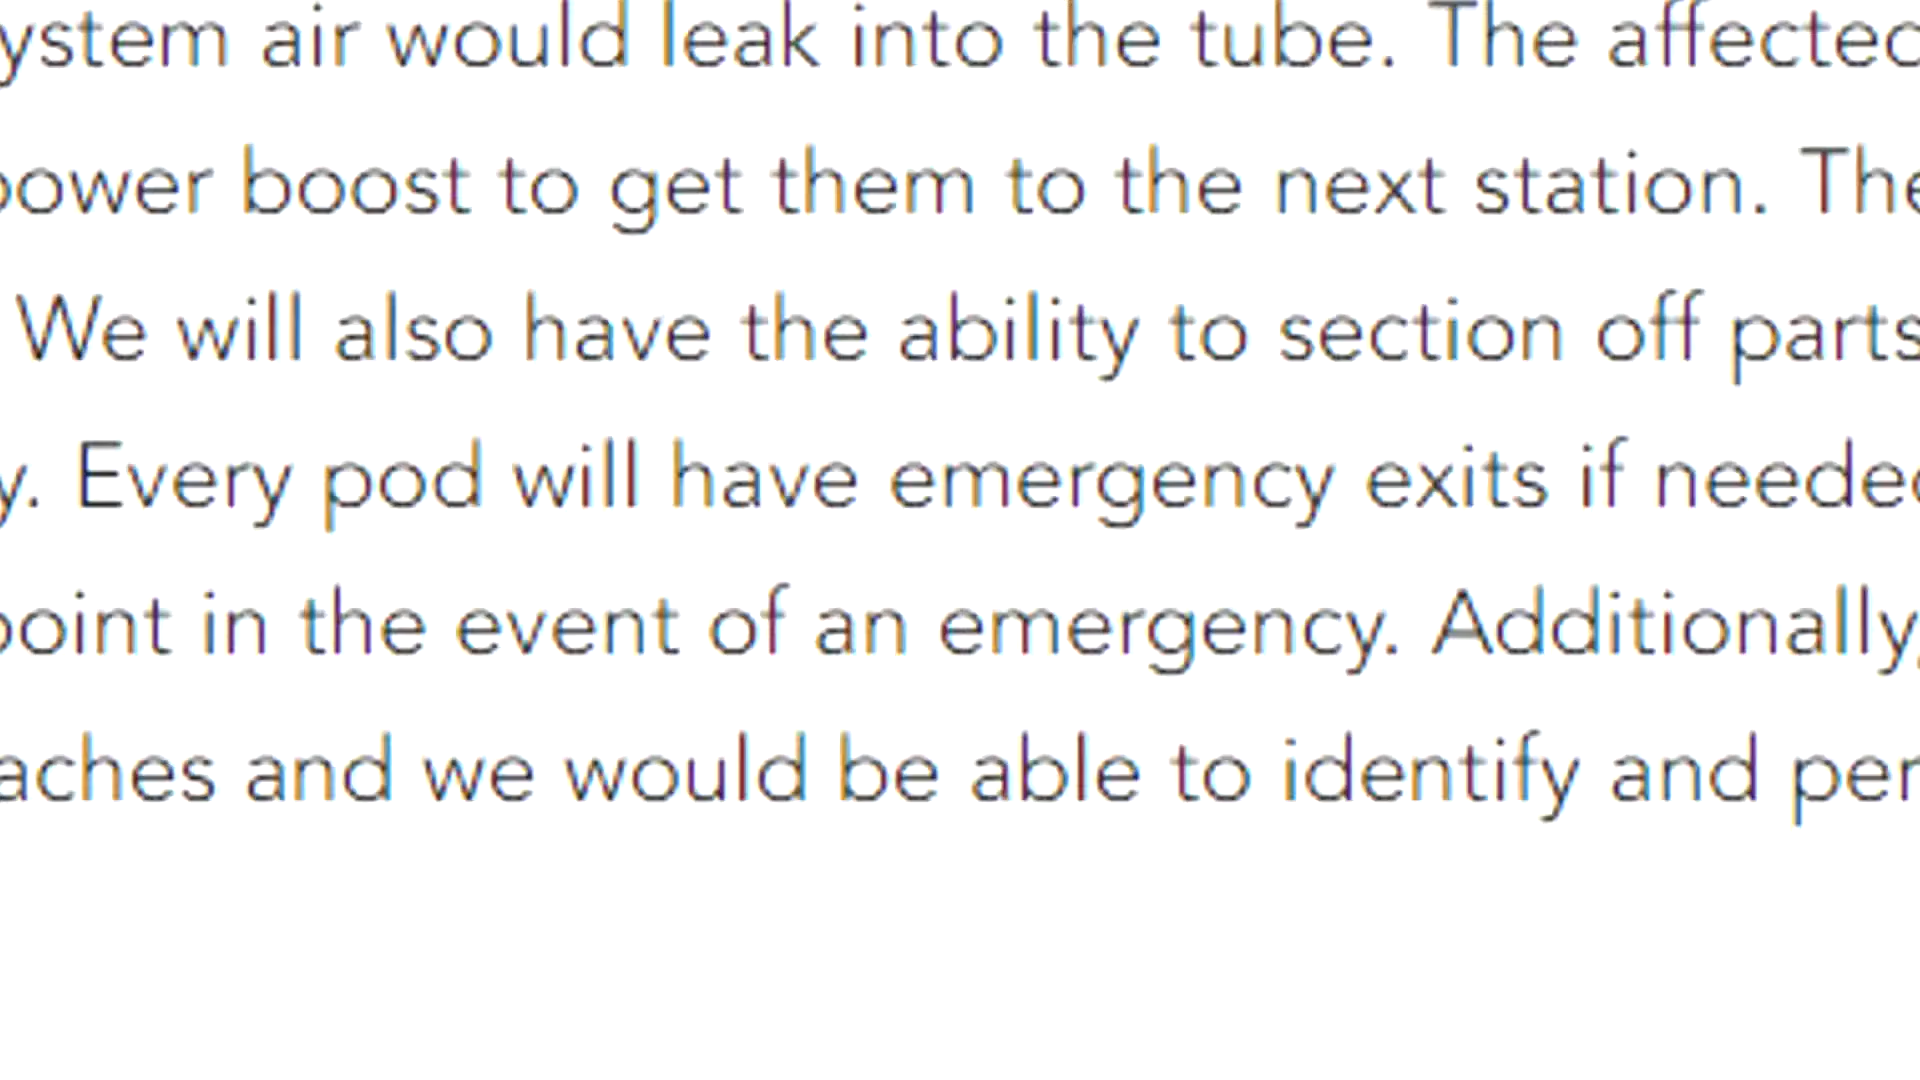 ystem air would leak into the tube. The affected
power boost to get them to the next station. The
We will also have the ability to section off parts
y. Every pod will have emergency exits if needed
point in the event of an emergency. Additionally,
aches and we would be able to identify and per